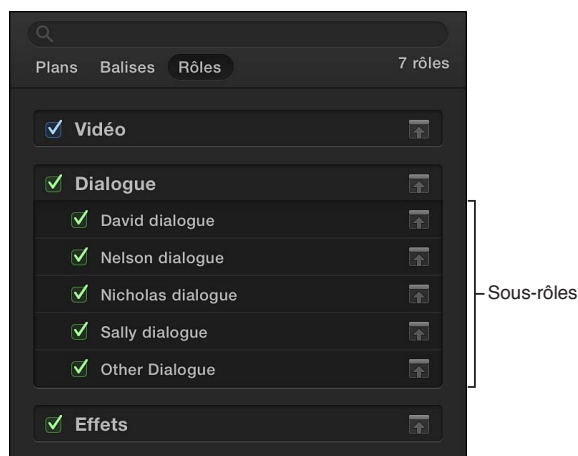 Plans Balises Rôles 7 rôles
Vidéo
Dialogue
David dialogue
Nelson dialogue
Nicholas dialogue
Sally dialogue
Other Dialogue
Sous-rôles
Effets